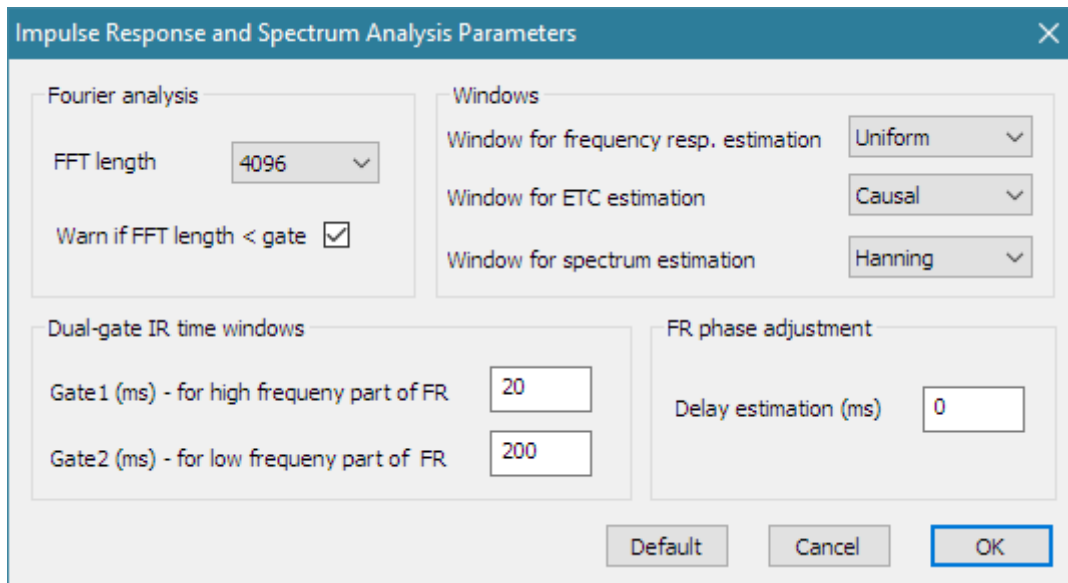 Impulse Response and Spectrum Analysis Parameters
Fourier analysis
FFT length 4096
Warn if FFT length < gate
Windows
Window for frequency resp. estimation Uniform
Window for ETC estimation Causal
Window for spectrum estimation Hanning
Dual-gate IR time windows
Gate1 (ms) - for high frequeny part of FR 20
Gate2 (ms) - for low frequeny part of FR 200
FR phase adjustment
Delay estimation (ms) 0
Default Cancel OK